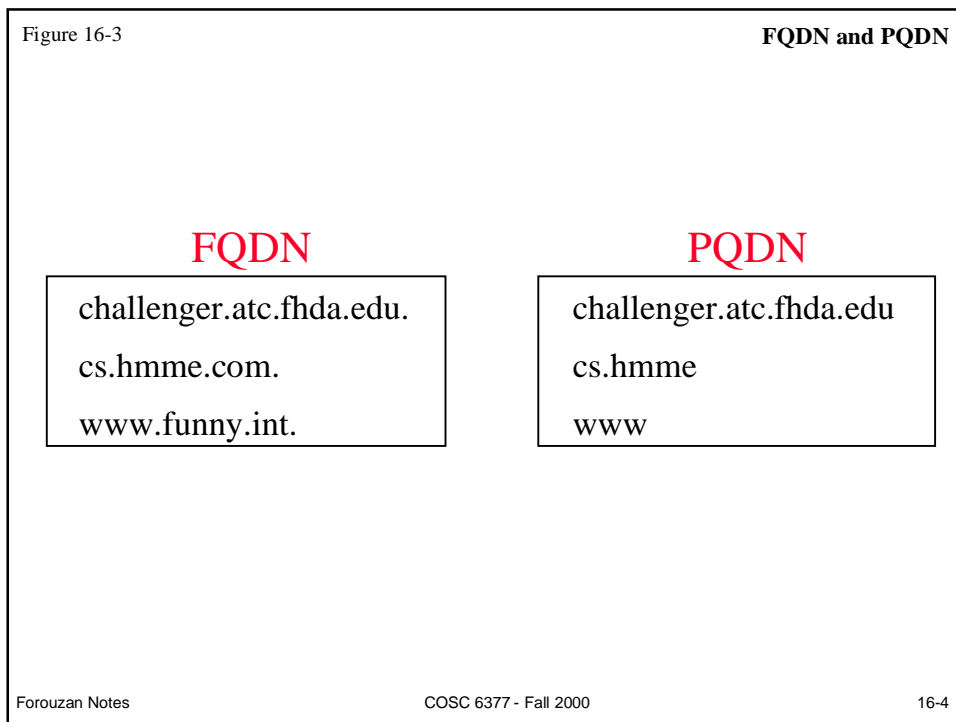 Figure 16-3
FQDN and PQDN
FQDN
challenger.atc.fhda.edu.
cs.hmme.com.
www.funny.int.
PQDN
challenger.atc.fhda.edu
cs.hmme
www
Forouzan Notes
COSC 6377 - Fall 2000
16-4